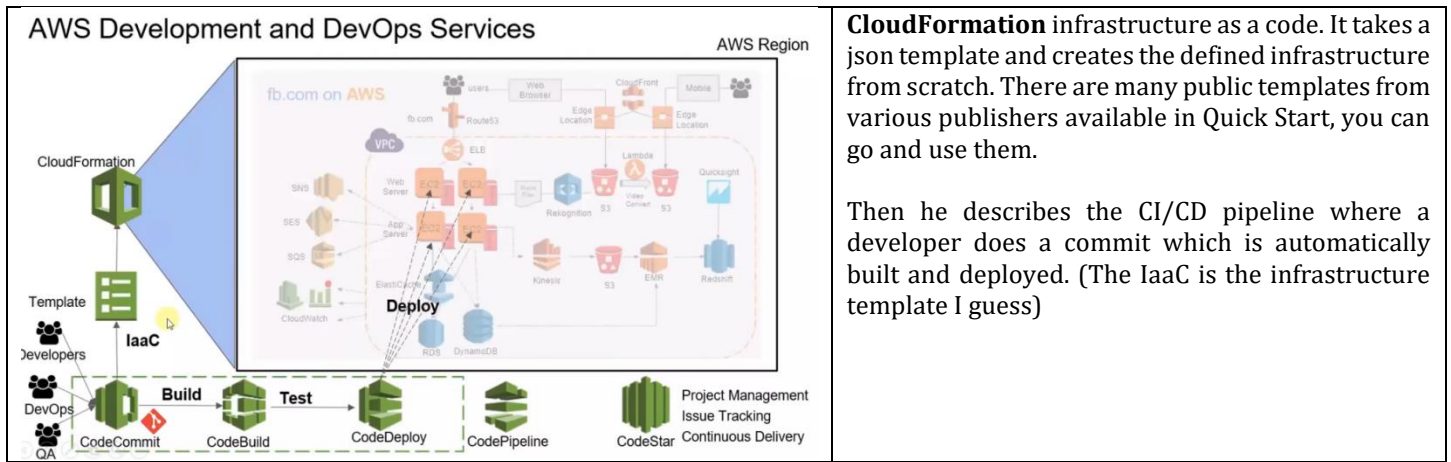 AWS Development and DevOps Services
AWS Region
fb.com on AWS
users
Web Browser
CloudFront
Mobile
fb.com
Route53
Edge Location
Edge Location
VPC
ELB
Lambda
Quicksight
Web Server
EC2
EC2
SNS
Rekognition
S3
Video Convert
S3
SES
App Server
EC2
EC2
SQS
Kinesis
S3
EMR
Redshift
ElastiCache
Deploy
CloudWatch
RDS
DynamoDB
CloudFormation
Template
IaaC
Developers
DevOps
QA
Build
Test
CodeCommit
CodeBuild
CodeDeploy
CodePipeline
CodeStar
Project Management
Issue Tracking
Continuous Delivery
CloudFormation infrastructure as a code. It takes a
json template and creates the defined infrastructure
from scratch. There are many public templates from
various publishers available in Quick Start, you can
go and use them.
Then he describes the CI/CD pipeline where a
developer does a commit which is automatically
built and deployed. (The IaaC is the infrastructure
template I guess)